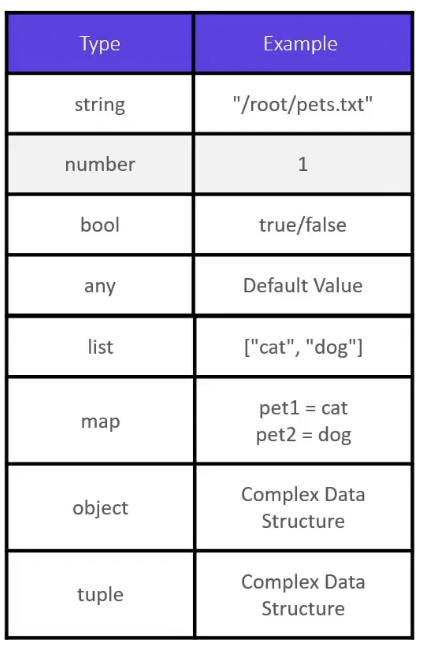 Type Example
string "/root/pets.txt"
number 1
bool true/false
any Default Value
list ["cat", "dog"]
map pet1 = cat
pet2 = dog
object Complex Data
Structure
tuple Complex Data
Structure